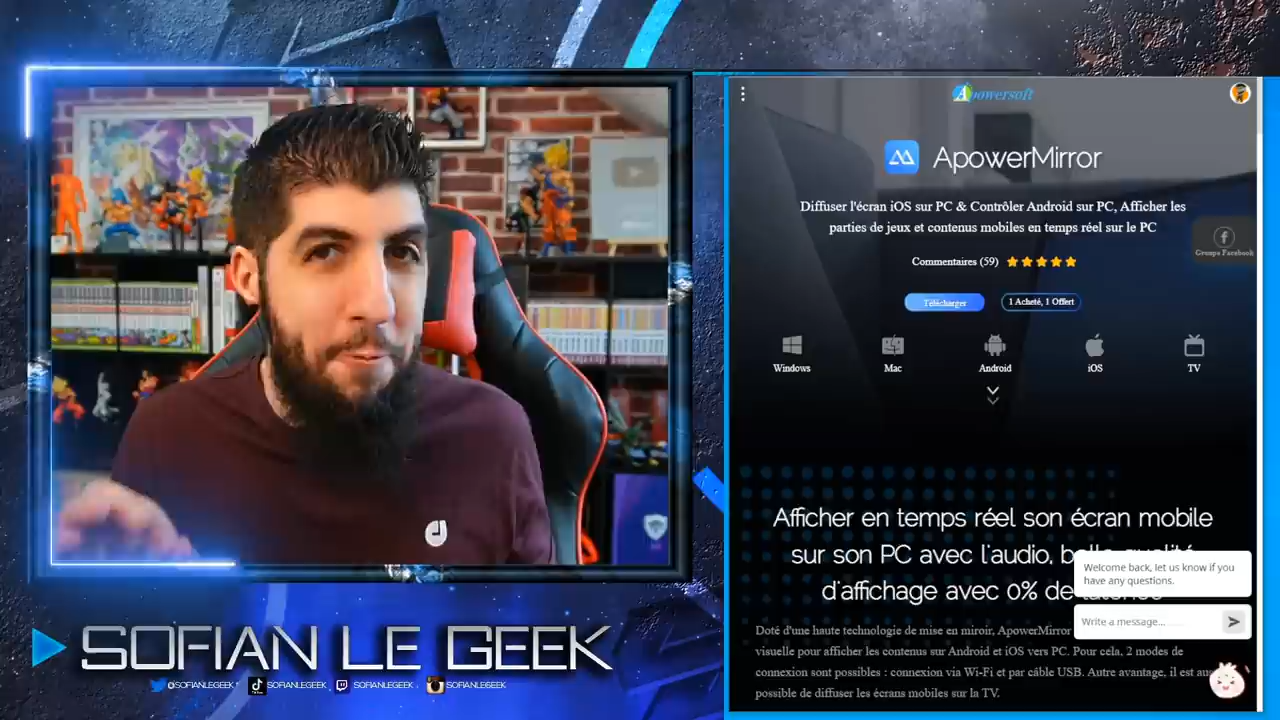 SOFIAN LE GEEK
@SOFIANLEGEEK
SOFIANLEGEEK
SOFIANLEGEEK
SOFIANLEGEEK
Apowersoft
ApowerMirror
Diffuser l'écran iOS sur PC & Contrôler Android sur PC, Afficher les
parties de jeux et contenus mobiles en temps réel sur le PC
Groupe Facebook
Commentaires (59)
Télécharger
1 Acheté, 1 Offert
Windows
Mac
Android
iOS
TV
Afficher en temps réel son écran mobile
sur son PC avec l'audio, belle qualité
d'affichage avec 0% de latence
Welcome back, let us know if you
have any questions.
Write a message...
Doté d'une haute technologie de mise en miroir, ApowerMirror
visuelle pour afficher les contenus sur Android et iOS vers PC. Pour cela, 2 modes de
connexion sont possibles : connexion via Wi-Fi et par câble USB. Autre avantage, il est
possible de diffuser les écrans mobiles sur la TV.